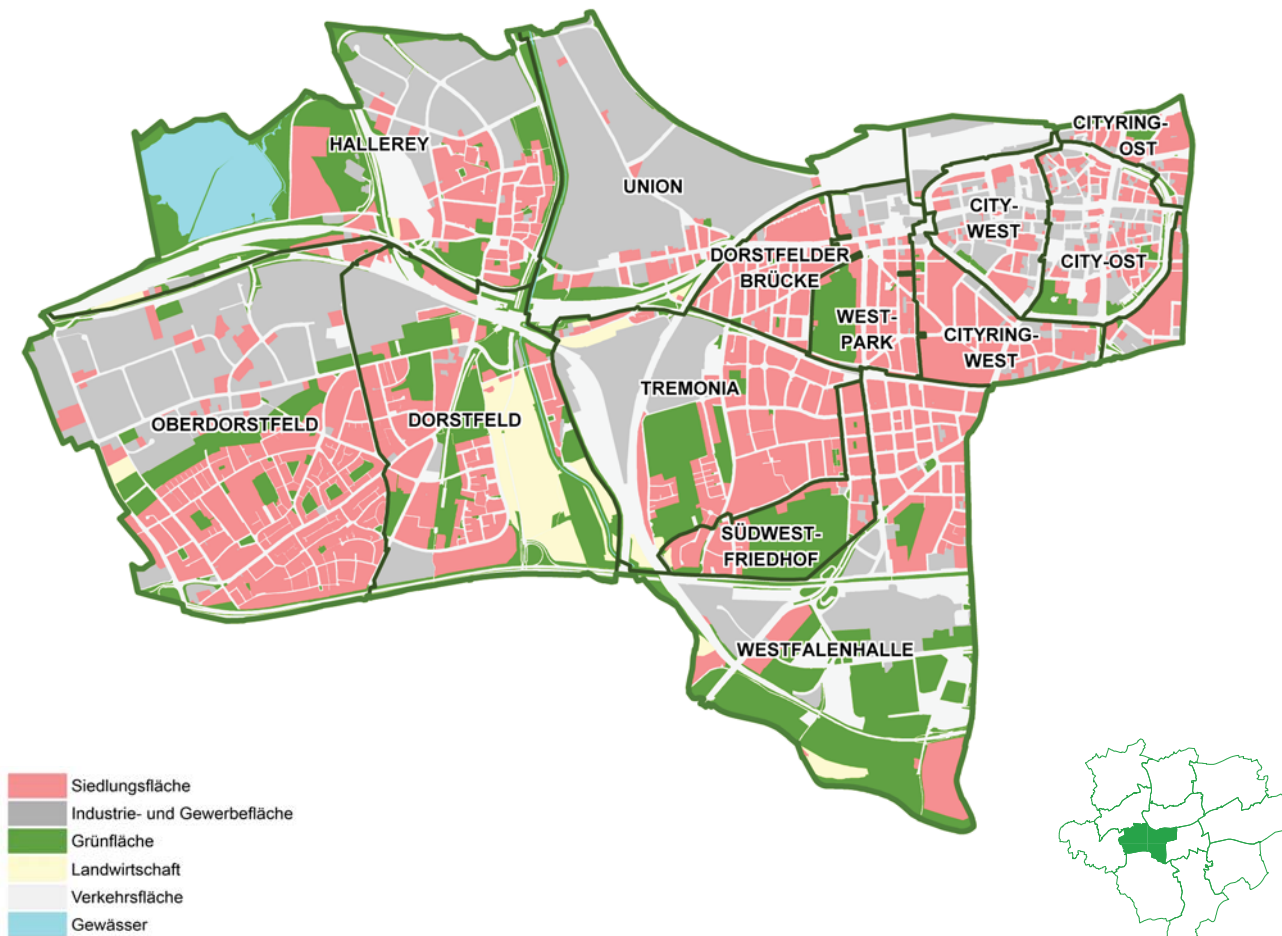 CITYRING-
OST
HALLEREY
UNION
CITY-
WEST
DORSTFELDER
BRÜCKE
CITY-OST
WEST-
PARK
CITYRING-
WEST
TREMONIA
OBERDORSTFELD
DORSTFELD
SÜDWEST-
FRIEDHOF
WESTFALENHALLE
Siedlungsfläche
Industrie- und Gewerbefläche
Grünfläche
Landwirtschaft
Verkehrsfläche
Gewässer